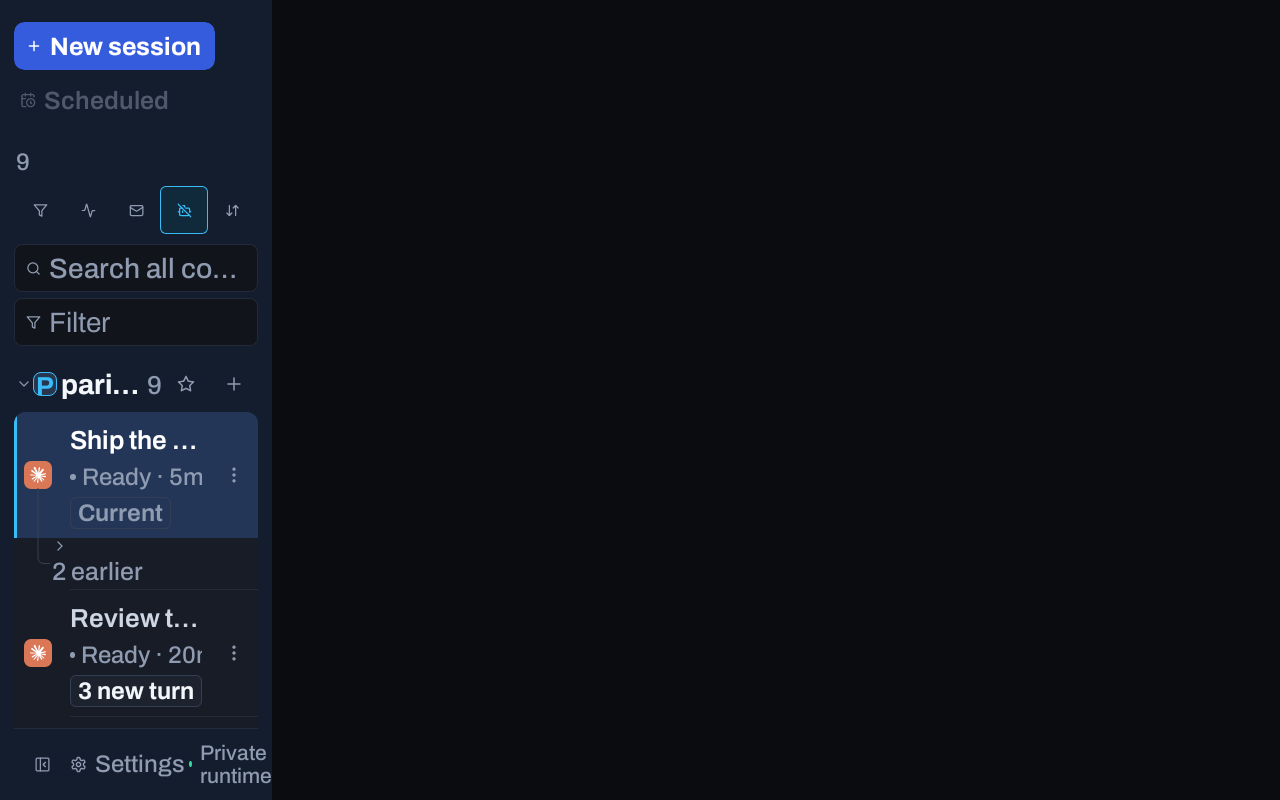 New session
Scheduled
9
Search all co…
Filter
pari… 9
Ship the …
Ready · 5m
Current
2 earlier
Review t…
Ready · 20
3 new turn
Settings
Private runtime